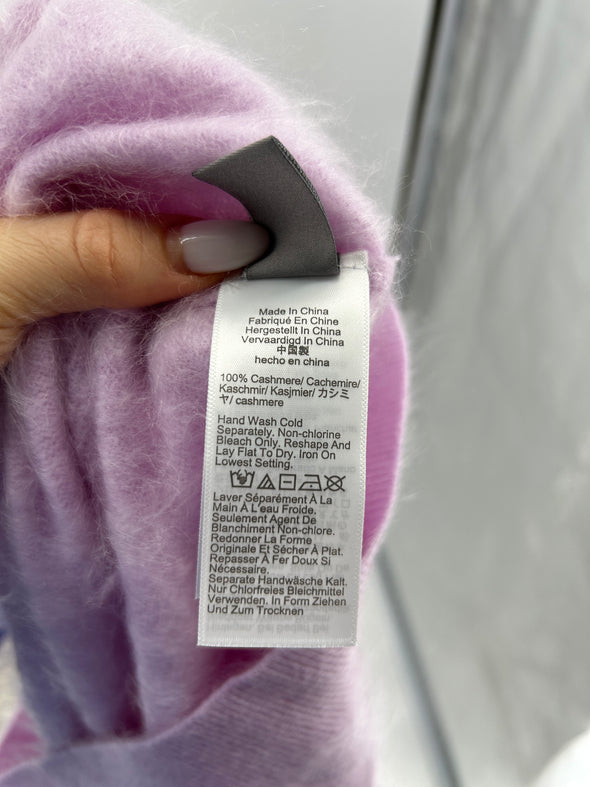 Made In China
Fabriqué En Chine
Hergestellt In China
Vervaardigd In China
中国製
hecho en china
100% Cashmere/ Cachemire/
Kaschmir/ Kasjmier/ カシミ
ヤ/ cashmere
Hand Wash Cold
Separately. Non-chlorine
Bleach Only. Reshape And
Lay Flat To Dry. Iron On
Lowest Setting.
Laver Séparément À La
Main À L'eau Froide.
Seulement Agent De
Blanchiment Non-chlore.
Redonner La Forme
Originale Et Sécher À Plat.
Repasser À Fer Doux Si
Nécessaire.
Separate Handwäsche Kalt.
Nur Chlorfreies Bleichmittel
Verwenden. In Form Ziehen
Und Zum Trocknen